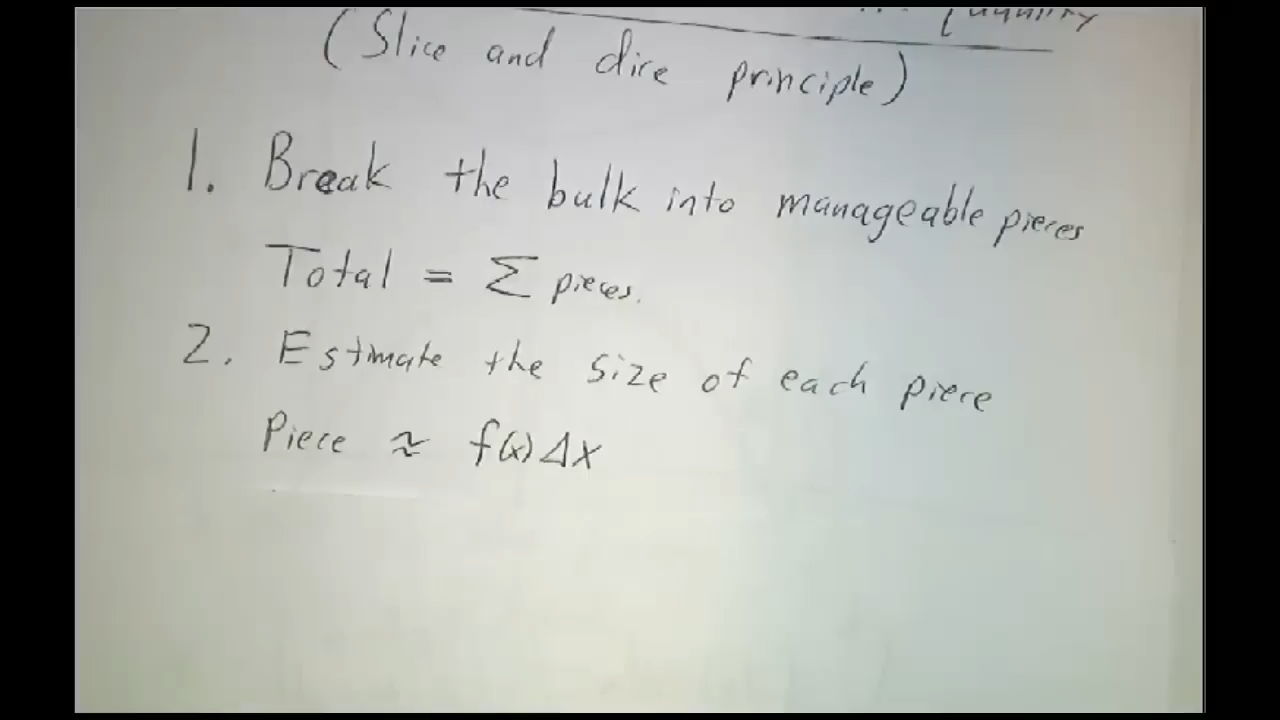 (Slice and dice principle)
1. Break the bulk into manageable pieces
Total = Σ pieces.
2. Estimate the size of each piece
Piece ≈ f(x)Δx